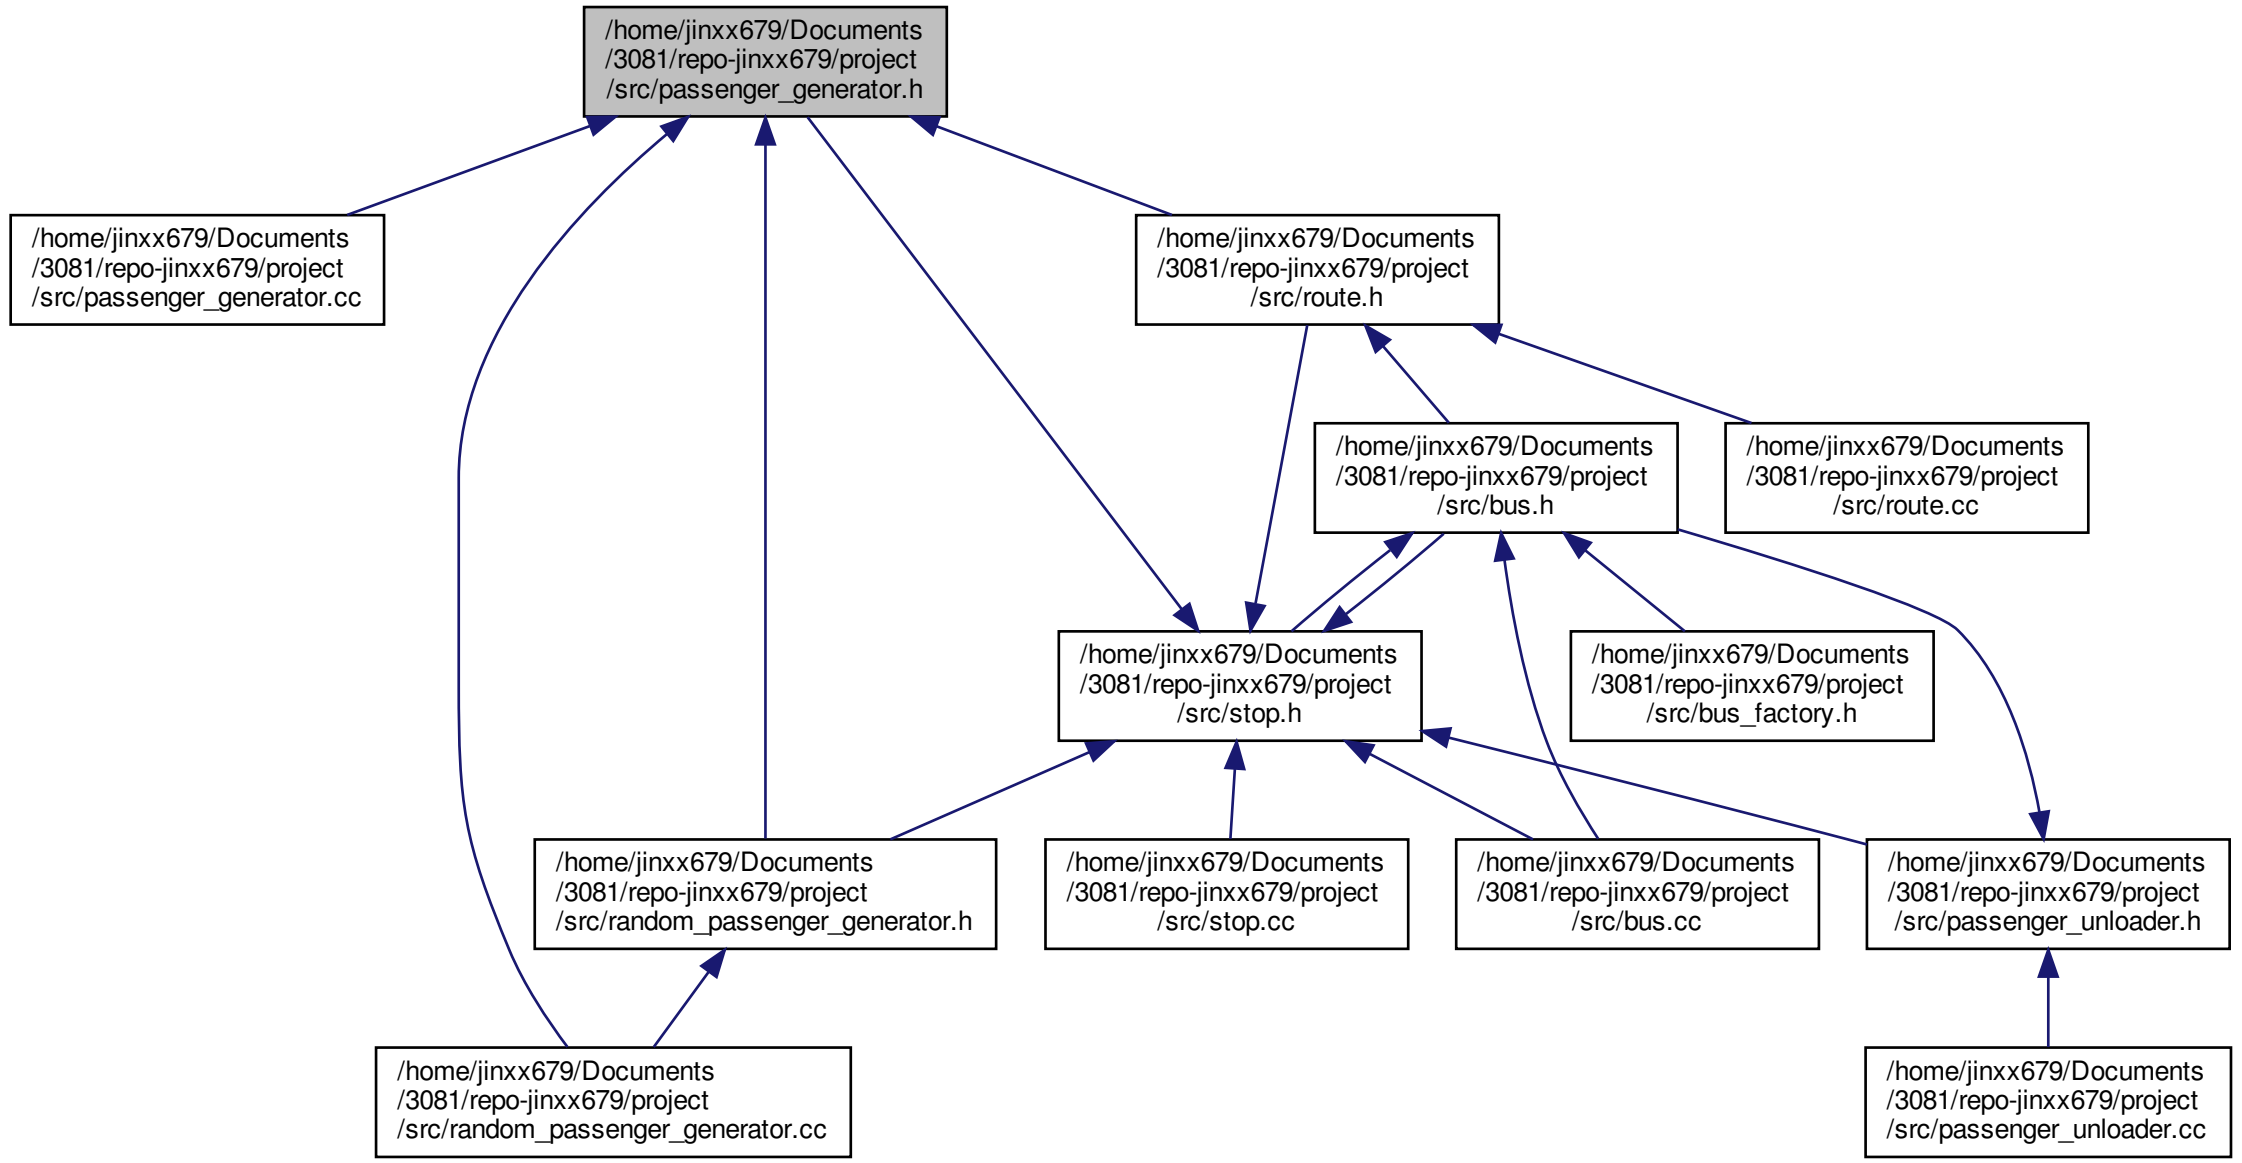 /home/jinxx679/Documents
/3081/repo-jinxx679/project
/src/passenger_generator.h
/home/jinxx679/Documents
/3081/repo-jinxx679/project
/src/passenger_generator.cc
/home/jinxx679/Documents
/3081/repo-jinxx679/project
/src/route.h
/home/jinxx679/Documents
/3081/repo-jinxx679/project
/src/bus.h
/home/jinxx679/Documents
/3081/repo-jinxx679/project
/src/route.cc
/home/jinxx679/Documents
/3081/repo-jinxx679/project
/src/stop.h
/home/jinxx679/Documents
/3081/repo-jinxx679/project
/src/bus_factory.h
/home/jinxx679/Documents
/3081/repo-jinxx679/project
/src/random_passenger_generator.h
/home/jinxx679/Documents
/3081/repo-jinxx679/project
/src/stop.cc
/home/jinxx679/Documents
/3081/repo-jinxx679/project
/src/bus.cc
/home/jinxx679/Documents
/3081/repo-jinxx679/project
/src/passenger_unloader.h
/home/jinxx679/Documents
/3081/repo-jinxx679/project
/src/random_passenger_generator.cc
/home/jinxx679/Documents
/3081/repo-jinxx679/project
/src/passenger_unloader.cc